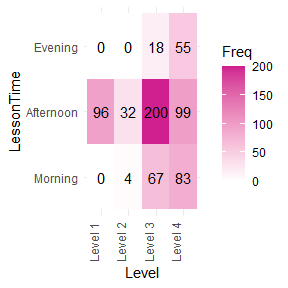 Freq
Evening 0 0 18 55
200
150
Afternoon 96 32 200 99
100
50
Morning 0 4 67 83
0
LessonTime
Level 1 Level 2 Level 3 Level 4
Level